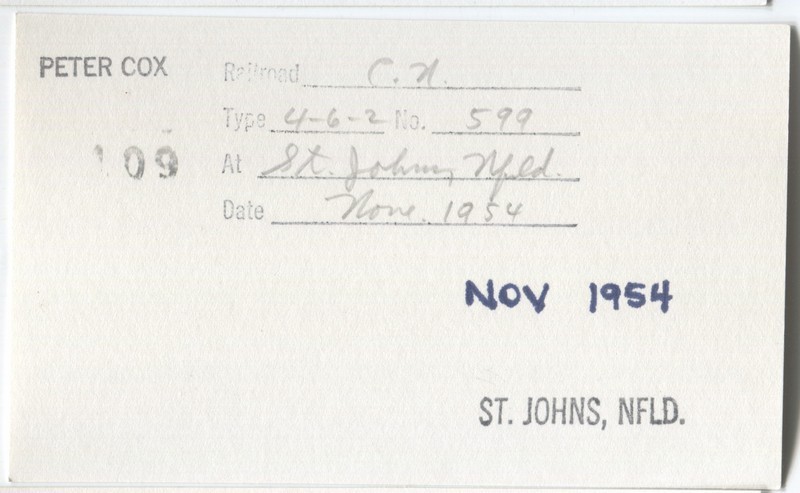 PETER COX
Railroad C.N.
Type 4-6-2 No. 599
109
At St. Johns, Nfld.
Date Nov. 1954
NOV 1954
ST. JOHNS, NFLD.